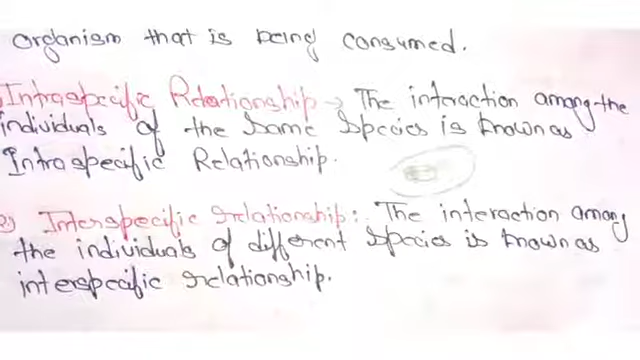 Organism that is being consumed.
Intraspecific Relationship → The interaction among the
individuals of the same species is known as
Intraspecific Relationship.
2) Interspecific relationship: The interaction among
the individuals of different species is known as
interspecific relationship.